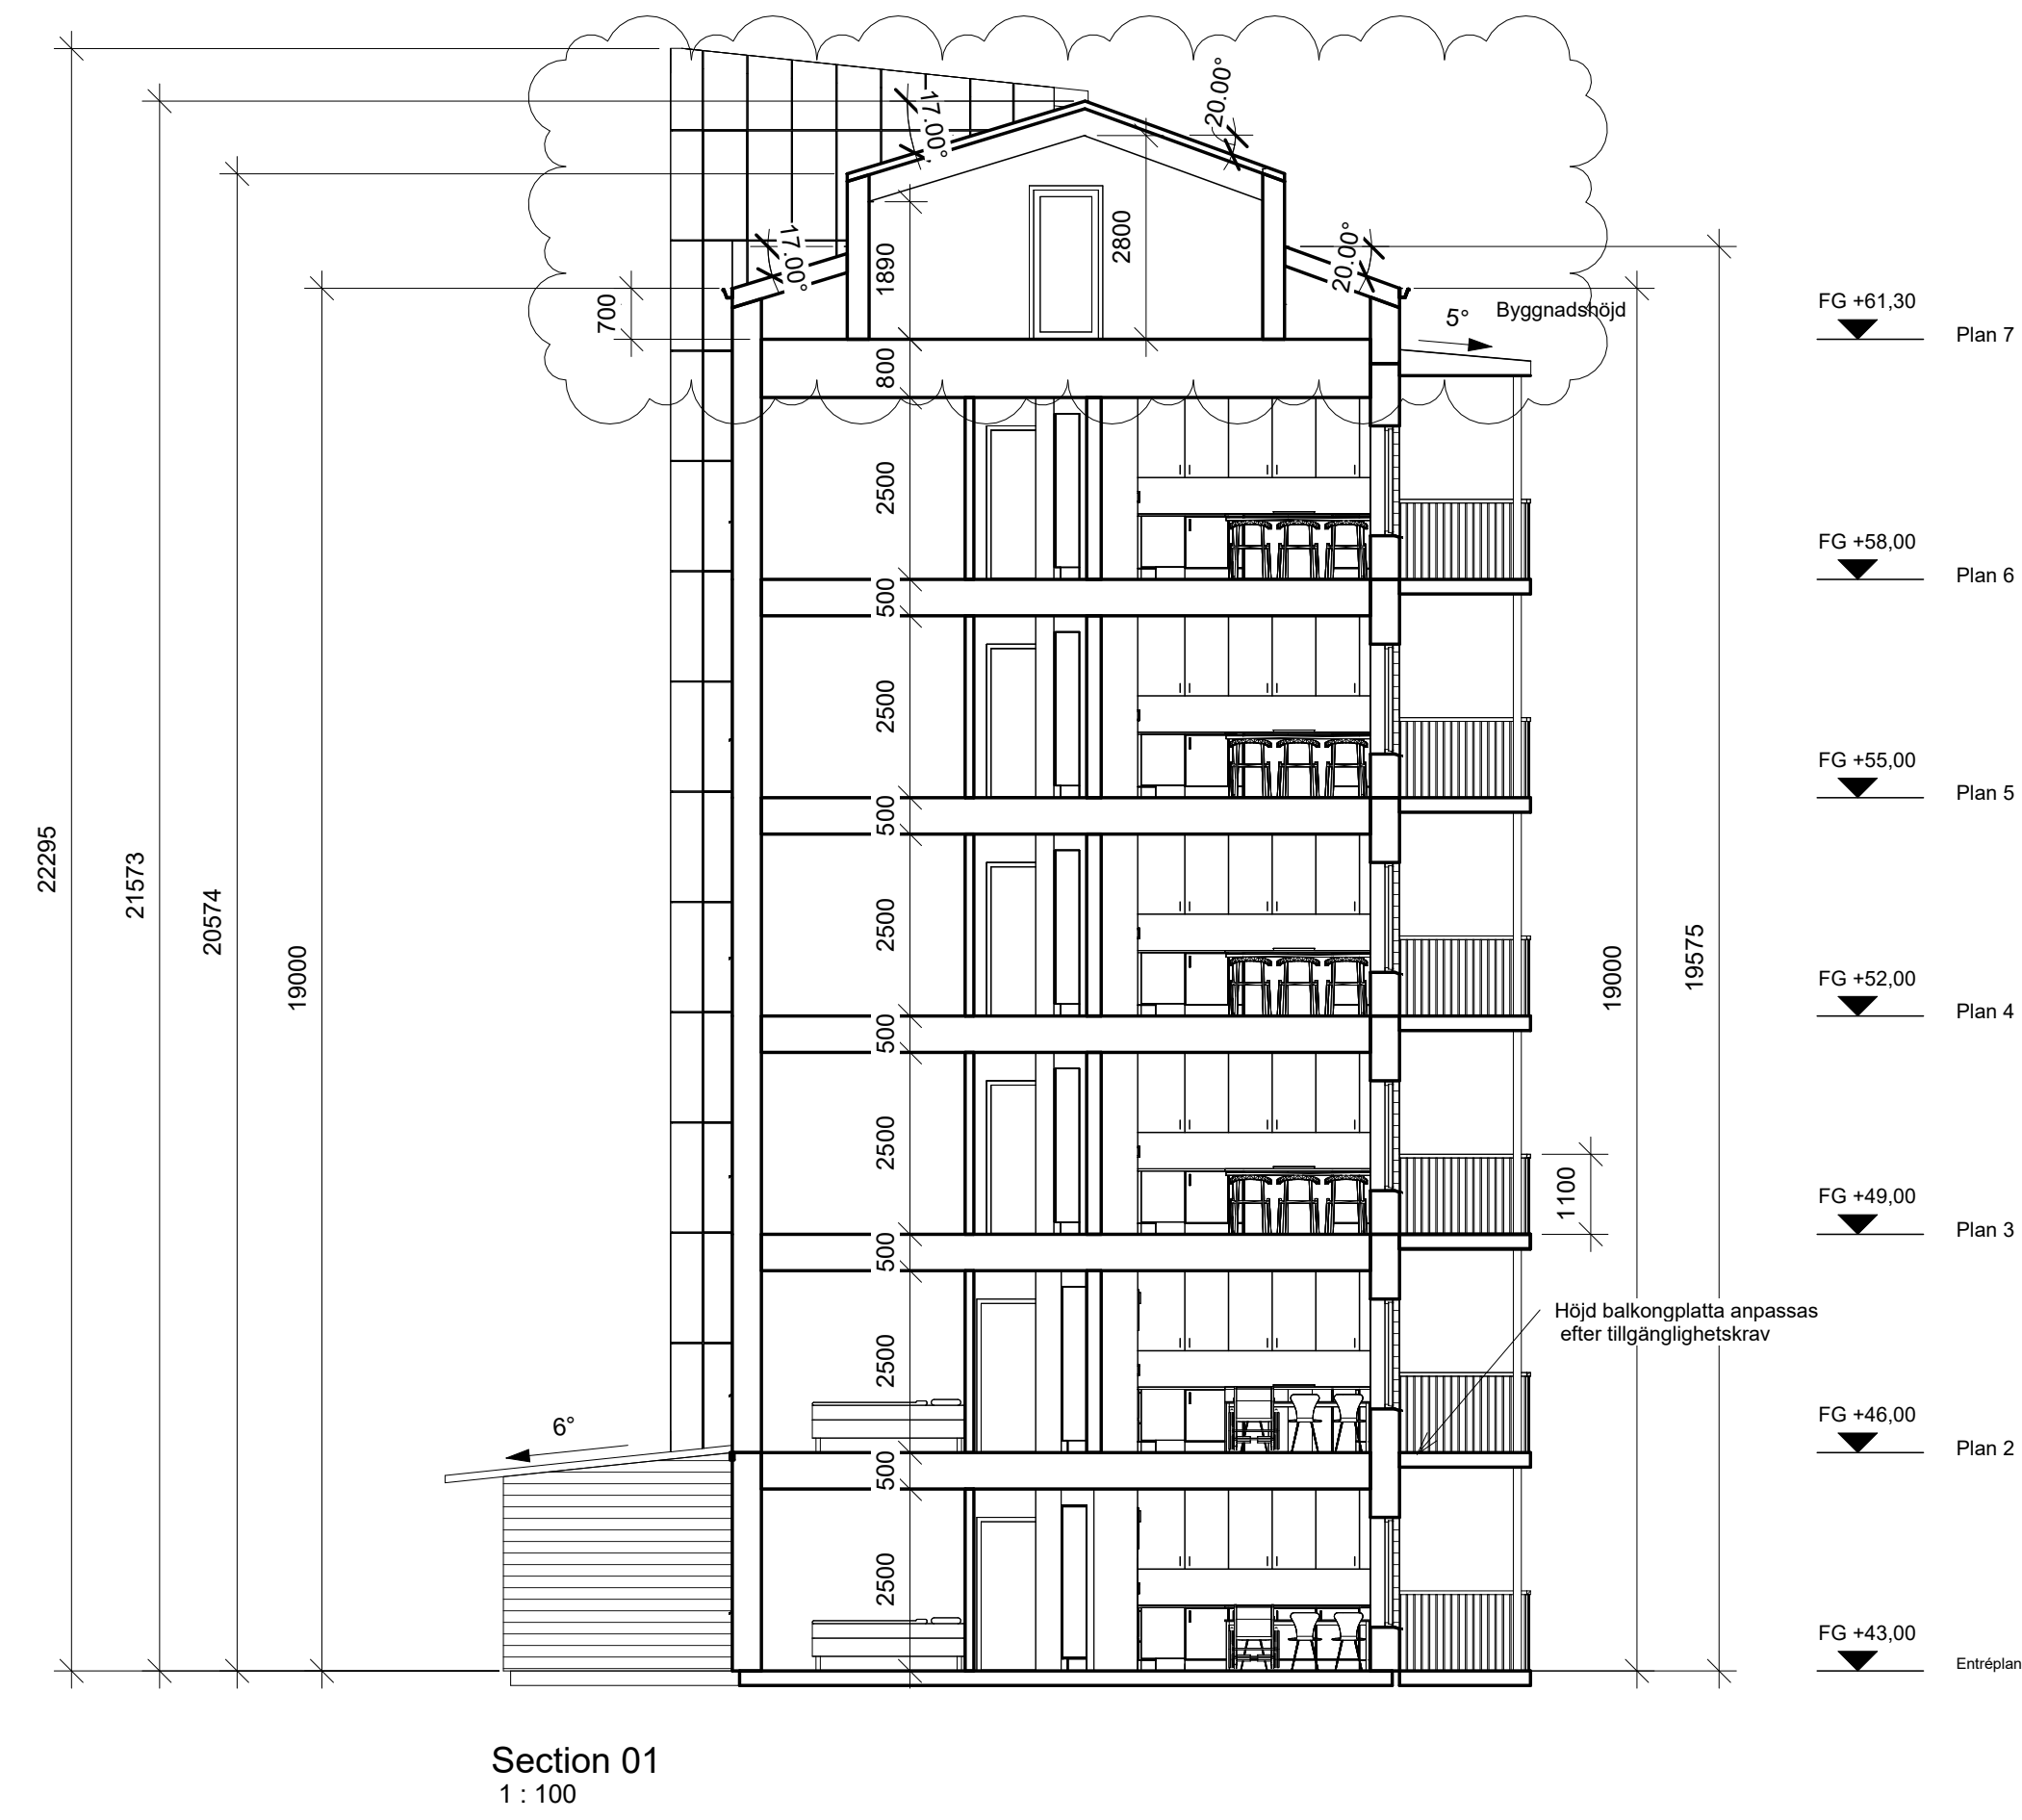 17.00°
20.00°
17.00°
20.00°
2800
1890
700
800
5°
Byggnadshöjd
FG +61,30
Plan 7
2500
FG +58,00
Plan 6
500
2500
FG +55,00
Plan 5
500
22295
21573
20574
19000
2500
19000
19575
FG +52,00
Plan 4
500
2500
1100
FG +49,00
Plan 3
500
Höjd balkongplatta anpassas
efter tillgänglighetskrav
2500
6°
FG +46,00
Plan 2
500
2500
FG +43,00
Entréplan
Section 01
1 : 100